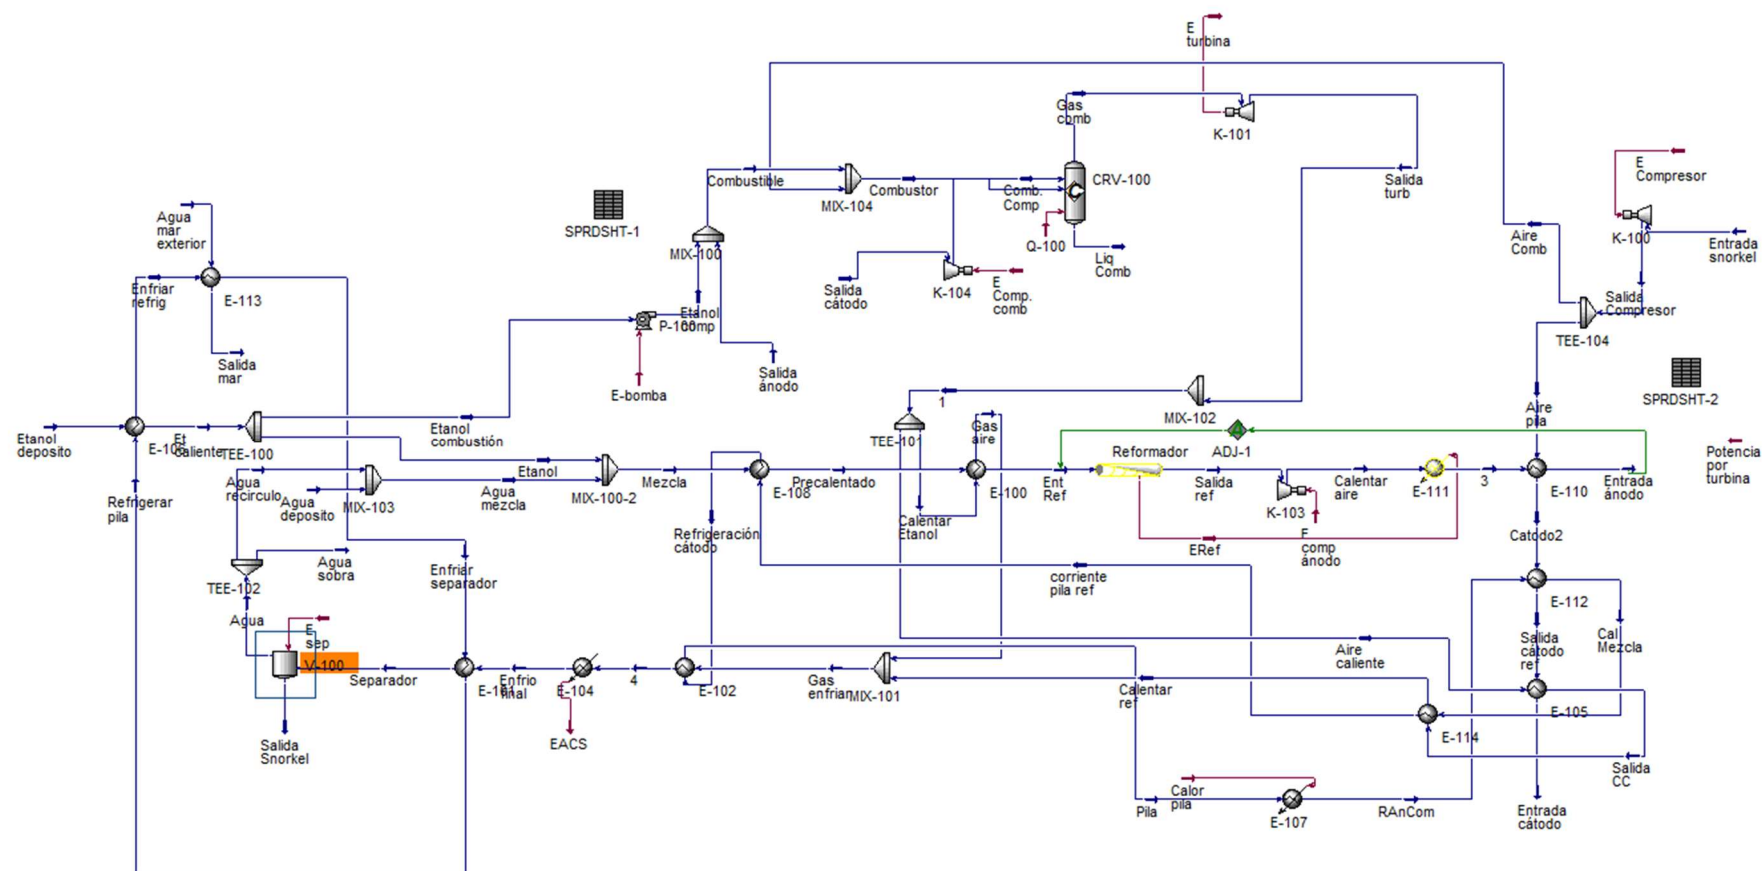 E
turbina
K-101
Gas
comb
E
Compresor
K-100
Entrada
snorkel
Combustible
MIX-104
Combustor
Comb.
Comp
CRV-100
Salida
turb
Aire
Comb
Agua
mar
exterior
SPRDSHT-1
MIX-100
Q-100
Liq
Comb
Enfriar
refrig
E-113
Salida
cátodo
K-104
E
Comp.
comb
Salida
Compresor
TEE-104
Etanol
comp
P-100
Salida
mar
E-bomba
Salida
ánodo
SPRDSHT-2
1
MIX-102
Aire
pila
Etanol
deposito
Et
caliente
TEE-100
Etanol
combustión
TEE-101
Gas
aire
ADJ-1
Reformador
Potencia
por
turbina
Agua
recirculo
Etanol
Agua
deposito
MIX-103
Agua
mezcla
MIX-100-2
Mezcla
E-108
Precalentado
E-100
Ent
Ref
Salida
ref
K-103
Calentar
aire
E-111
3
E-110
Entrada
ánodo
Refrigerar
pila
Refrigeración
cátodo
Calentar
Etanol
ERef
comp
ánodo
Catodo2
TEE-102
Agua
sobra
Enfriar
separador
corriente
pila ref
E-112
Agua
E
sep
V-100
Separador
Enfrio
final
E-104
4
E-102
Gas
enfriar
MIX-101
Calentar
ref
Aire
caliente
Salida
cátodo
ref
Cal
Mezcla
E-105
E-114
Salida
Snorkel
EACS
Salida
CC
Pila
Calor
pila
E-107
RAnCom
Entrada
cátodo